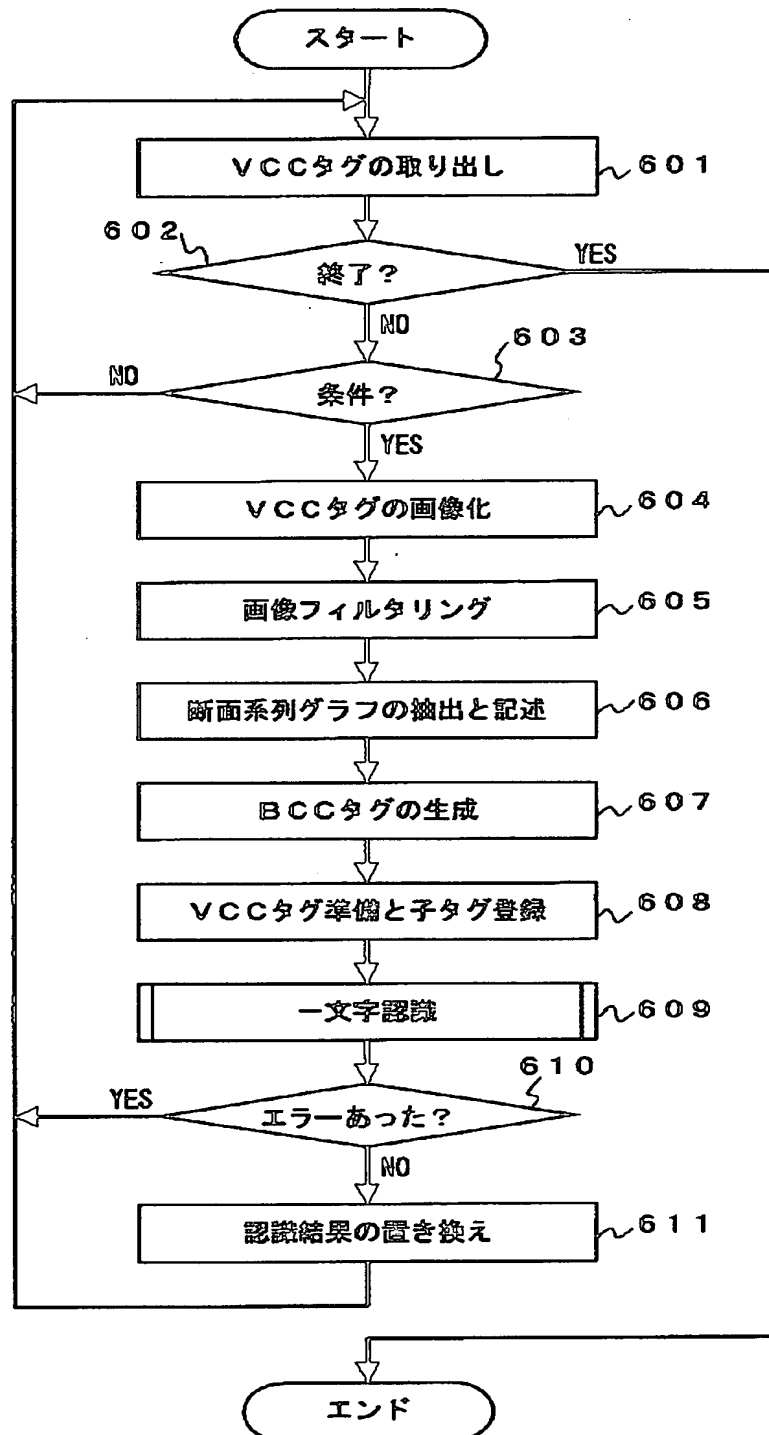 スタート
VCCタグの取り出し
601
602
終了?
YES
NO
603
NO
条件?
YES
VCCタグの画像化
604
画像フィルタリング
605
断面系列グラフの抽出と記述
606
BCCタグの生成
607
VCCタグ準備と子タグ登録
608
一文字認識
609
610
YES
エラーあった?
NO
認識結果の置き換え
611
エンド